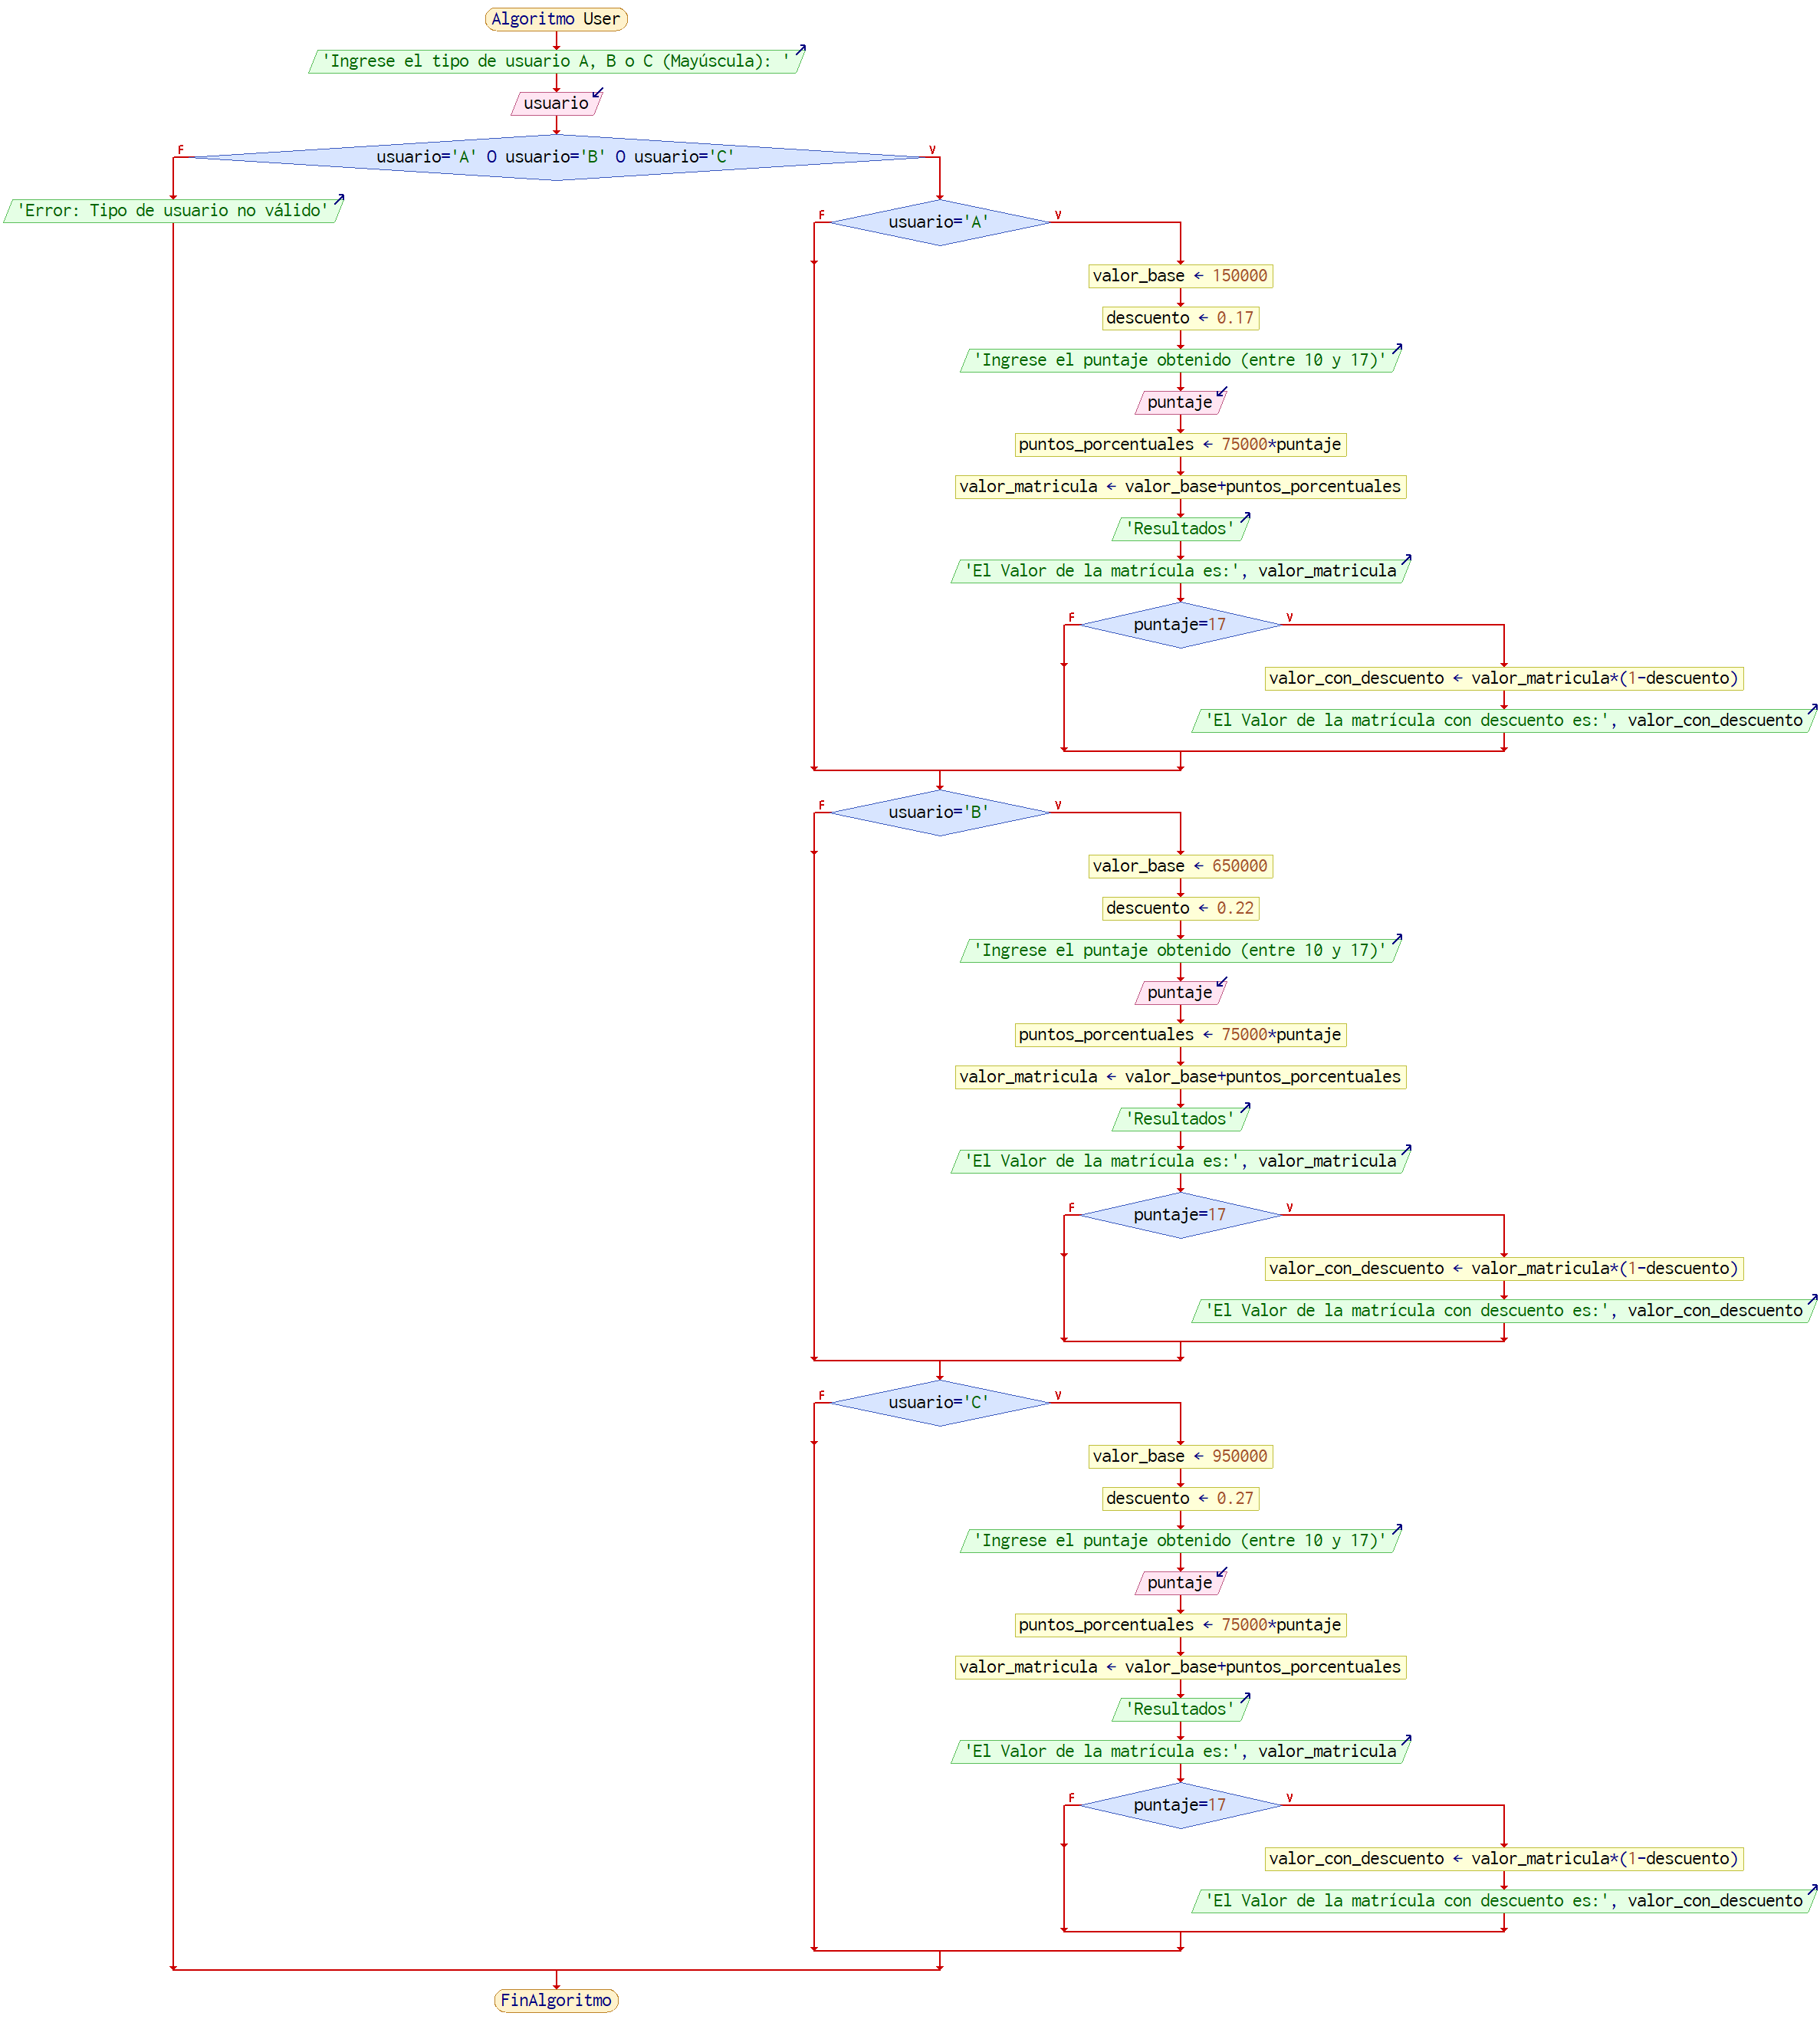 Algoritmo User
'Ingrese el tipo de usuario A, B o C (Mayúscula): '
usuario
usuario='A' O usuario='B' O usuario='C'
F
V
'Error: Tipo de usuario no válido'
usuario='A'
F
V
valor_base ← 150000
descuento ← 0.17
'Ingrese el puntaje obtenido (entre 10 y 17)'
puntaje
puntos_porcentuales ← 75000*puntaje
valor_matricula ← valor_base+puntos_porcentuales
'Resultados'
'El Valor de la matrícula es:', valor_matricula
puntaje=17
F
V
valor_con_descuento ← valor_matricula*(1-descuento)
'El Valor de la matrícula con descuento es:', valor_con_descuento
usuario='B'
F
V
valor_base ← 650000
descuento ← 0.22
'Ingrese el puntaje obtenido (entre 10 y 17)'
puntaje
puntos_porcentuales ← 75000*puntaje
valor_matricula ← valor_base+puntos_porcentuales
'Resultados'
'El Valor de la matrícula es:', valor_matricula
puntaje=17
F
V
valor_con_descuento ← valor_matricula*(1-descuento)
'El Valor de la matrícula con descuento es:', valor_con_descuento
usuario='C'
F
V
valor_base ← 950000
descuento ← 0.27
'Ingrese el puntaje obtenido (entre 10 y 17)'
puntaje
puntos_porcentuales ← 75000*puntaje
valor_matricula ← valor_base+puntos_porcentuales
'Resultados'
'El Valor de la matrícula es:', valor_matricula
puntaje=17
F
V
valor_con_descuento ← valor_matricula*(1-descuento)
'El Valor de la matrícula con descuento es:', valor_con_descuento
FinAlgoritmo